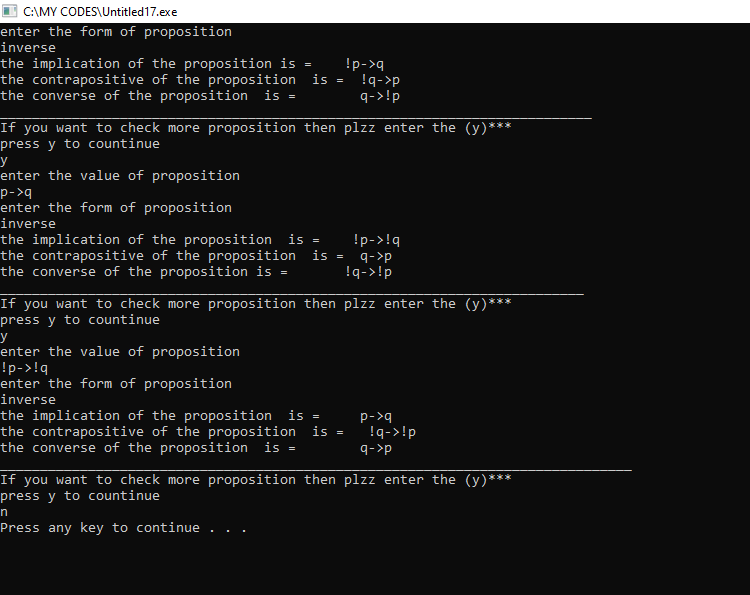 C:\MY CODES\Untitled17.exe
enter the form of proposition
inverse
the implication of the proposition is =    !p->q
the contrapositive of the proposition  is =  !q->p
the converse of the proposition  is =        q->!p
__________________________________________________________________________
If you want to check more proposition then plzz enter the (y)***
press y to countinue
y
enter the value of proposition
p->q
enter the form of proposition
inverse
the implication of the proposition  is =    !p->!q
the contrapositive of the proposition  is =  q->p
the converse of the proposition is =       !q->!p
_________________________________________________________________________
If you want to check more proposition then plzz enter the (y)***
press y to countinue
y
enter the value of proposition
!p->!q
enter the form of proposition
inverse
the implication of the proposition  is =     p->q
the contrapositive of the proposition  is =   !q->!p
the converse of the proposition  is =        q->p
_______________________________________________________________________________
If you want to check more proposition then plzz enter the (y)***
press y to countinue
n
Press any key to continue . . .